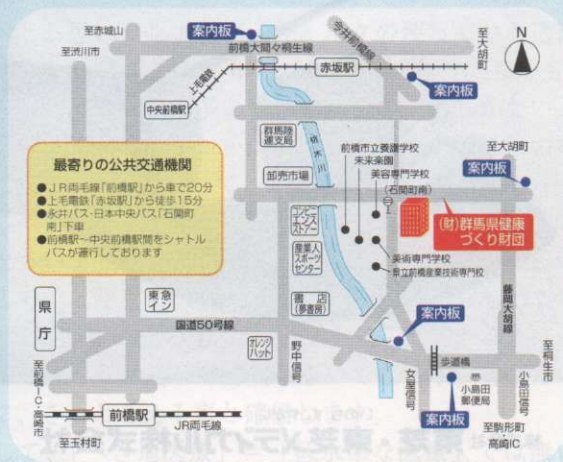 至赤城山
至渋川市
案内板
前橋大間々桐生線
今井前橋線
至大胡町
N
上毛電鉄
赤坂駅
案内板
中央前橋駅
群馬陸
運支局
桃木川
前橋市立養護学校
未来楽園
美容専門学校
(石関町南)
至大胡町
案内板
卸売市場
最寄りの公共交通機関
●JR両毛線「前橋駅」から車で20分
●上毛電鉄「赤坂駅」から徒歩15分
●永井バス・日本中央バス「石関町
南」下車
●前橋駅~中央前橋駅間をシャトル
バスが運行しております
コンビニ
エンス
ストアー
産業人
スポーツ
センター
(財)群馬県健康
づくり財団
美術専門学校
県立前橋産業技術専門校
県庁
東急
イン
書店
(夢書房)
国道50号線
オレンジ
ハット
野中信号
案内板
藤岡大胡線
至桐生市
歩道橋
小島田
郵便局
女屋信号
案内板
小島田信号
至駒形町
高崎IC
至前橋IC・高崎市
前橋駅
JR両毛線
至玉村町